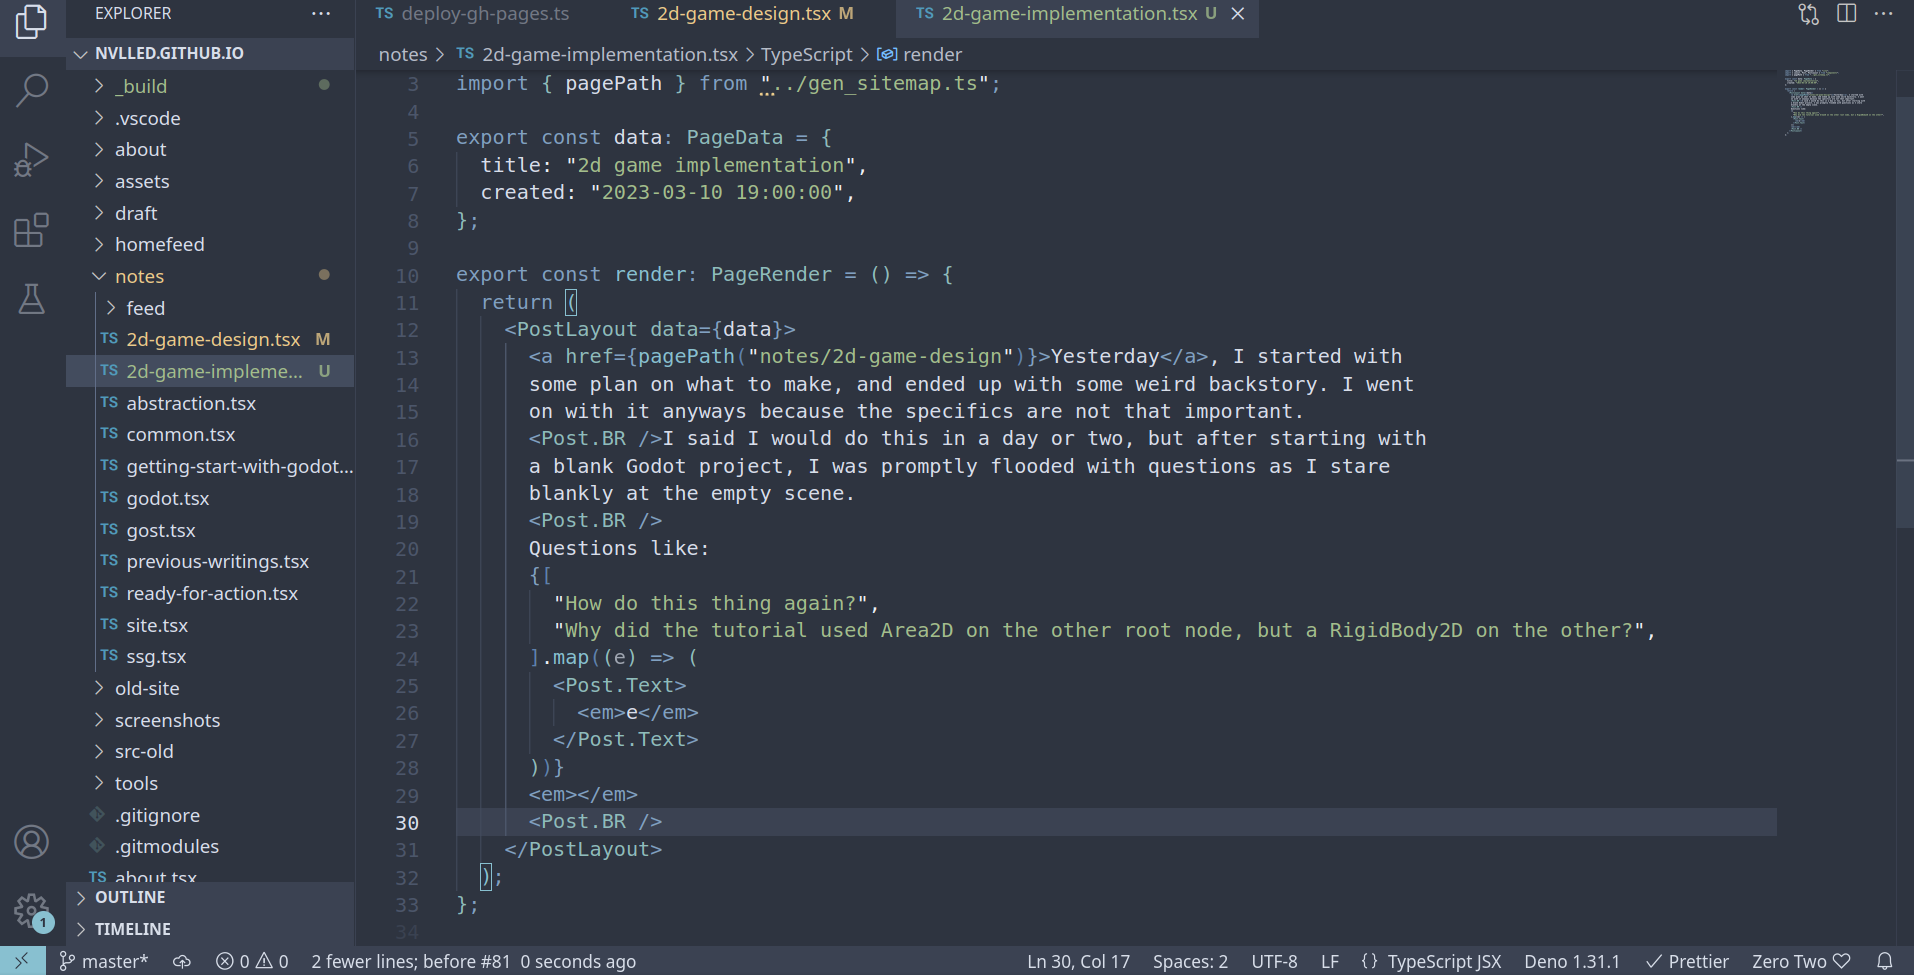 EXPLORER
NVLLED.GITHUB.IO
_build
.vscode
about
assets
draft
homefeed
notes
feed
TS 2d-game-design.tsx M
TS 2d-game-impleme... U
TS abstraction.tsx
TS common.tsx
TS getting-start-with-godot...
TS godot.tsx
TS gost.tsx
TS previous-writings.tsx
TS ready-for-action.tsx
TS site.tsx
TS ssg.tsx
old-site
screenshots
src-old
tools
.gitignore
.gitmodules
TS about.tsx
OUTLINE
TIMELINE
1
TS deploy-gh-pages.ts
TS 2d-game-design.tsx M
TS 2d-game-implementation.tsx U
notes > TS 2d-game-implementation.tsx > TypeScript > render
3 import { pagePath } from "../gen_sitemap.ts";
4
5 export const data: PageData = {
6 title: "2d game implementation",
7 created: "2023-03-10 19:00:00",
8 };
9
10 export const render: PageRender = () => {
11 return (
12 <PostLayout data={data}>
13 <a href={pagePath("notes/2d-game-design")}>Yesterday</a>, I started with
14 some plan on what to make, and ended up with some weird backstory. I went
15 on with it anyways because the specifics are not that important.
16 <Post.BR />I said I would do this in a day or two, but after starting with
17 a blank Godot project, I was promptly flooded with questions as I stare
18 blankly at the empty scene.
19 <Post.BR />
20 Questions like:
21 {[
22 "How do this thing again?",
23 "Why did the tutorial used Area2D on the other root node, but a RigidBody2D on the other?",
24 ].map((e) => (
25 <Post.Text>
26 <em>e</em>
27 </Post.Text>
28 ))}
29 <em></em>
30 <Post.BR />
31 </PostLayout>
32 );
33 };
34
master* 0 0 2 fewer lines; before #81 0 seconds ago
Ln 30, Col 17 Spaces: 2 UTF-8 LF {} TypeScript JSX Deno 1.31.1 Prettier Zero Two ♡